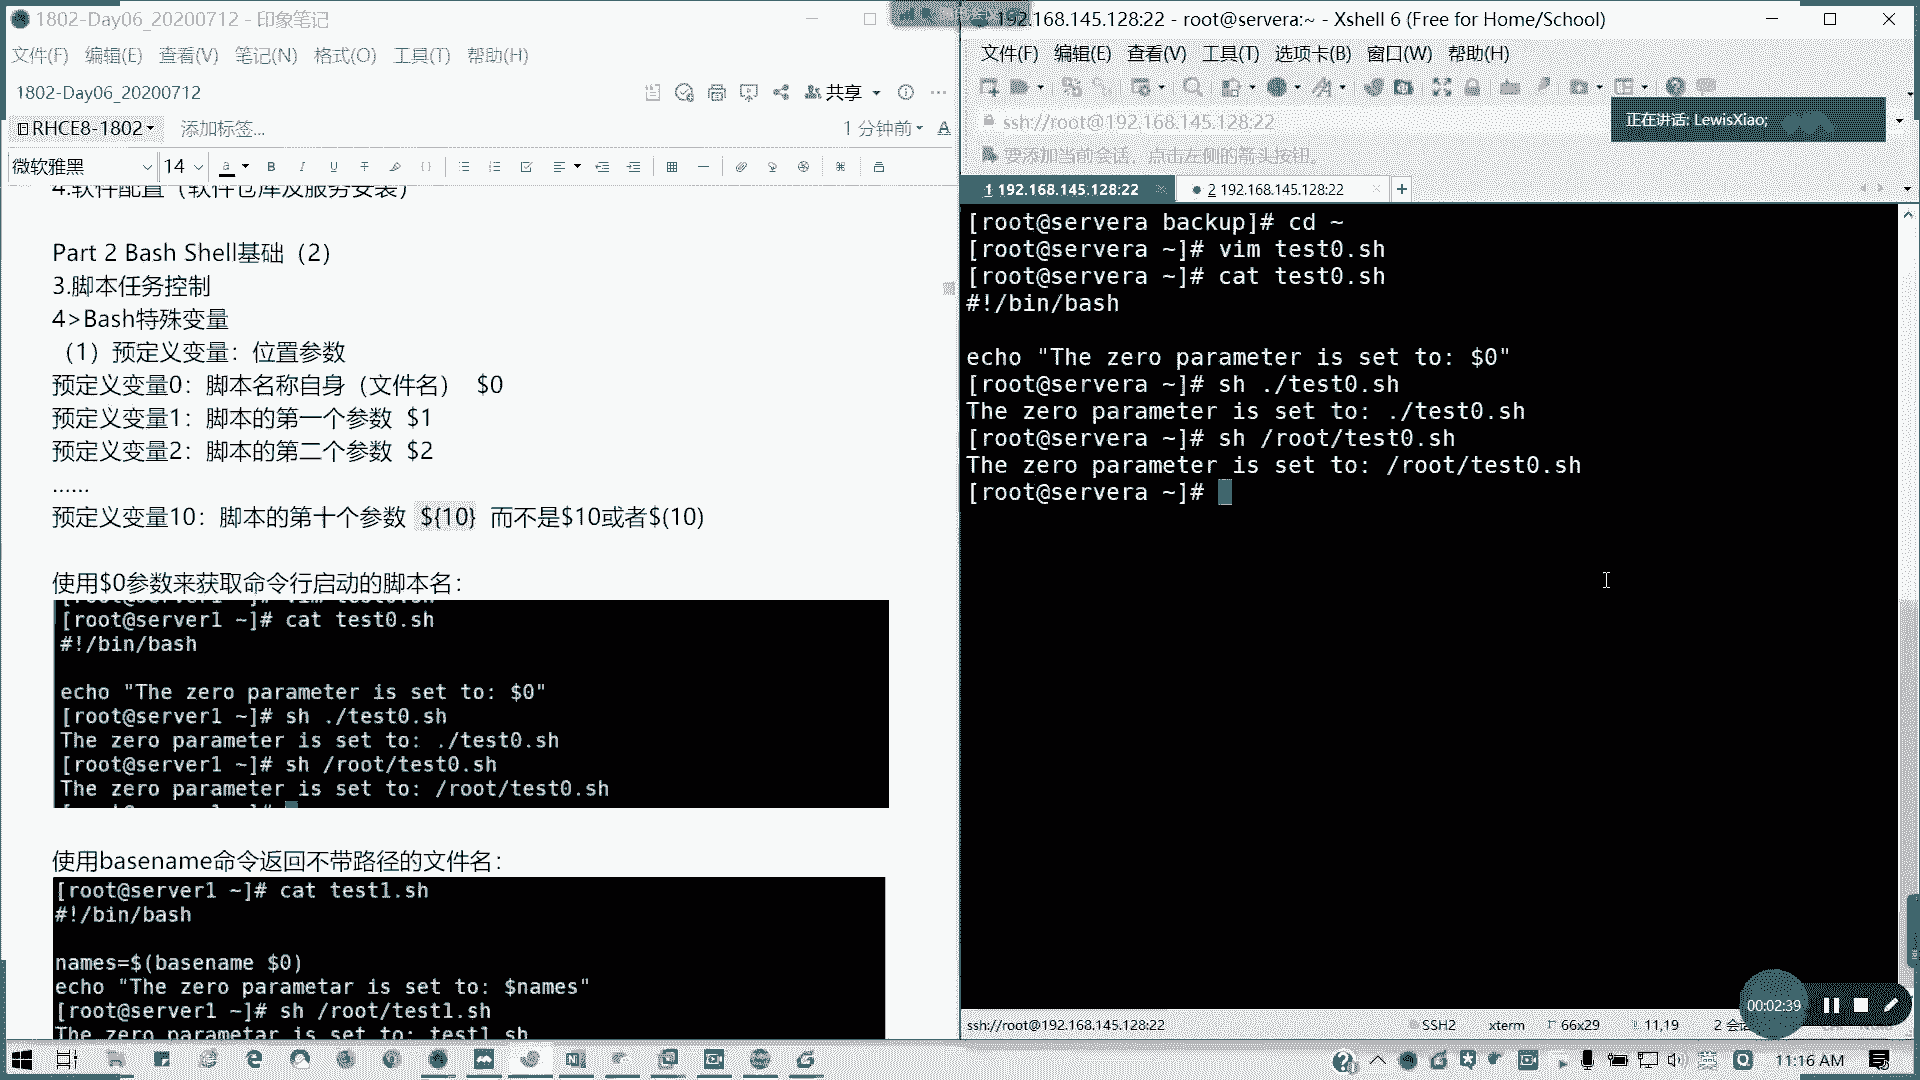 1802-Day06_20200712 - 印象笔记
文件(F) 编辑(E) 查看(V) 笔记(N) 格式(O) 工具(T) 帮助(H)
1802-Day06_20200712
共享
RHCE8-1802
添加标签...
1 分钟前
微软雅黑 14
4.软件配置（软件仓库及服务安装）
Part 2 Bash Shell基础（2）
3.脚本任务控制
4>Bash特殊变量
（1）预定义变量：位置参数
预定义变量0：脚本名称自身（文件名） $0
预定义变量1：脚本的第一个参数 $1
预定义变量2：脚本的第二个参数 $2
......
预定义变量10：脚本的第十个参数 ${10} 而不是$10或者$(10)
使用$0参数来获取命令行启动的脚本名：
[root@server1 ~]# vim test0.sh
[root@server1 ~]# cat test0.sh
#!/bin/bash
echo "The zero parameter is set to: $0"
[root@server1 ~]# sh ./test0.sh
The zero parameter is set to: ./test0.sh
[root@server1 ~]# sh /root/test0.sh
The zero parameter is set to: /root/test0.sh
使用basename命令返回不带路径的文件名：
[root@server1 ~]# cat test1.sh
#!/bin/bash
names=$(basename $0)
echo "The zero parametar is set to: $names"
[root@server1 ~]# sh /root/test1.sh
The zero parametar is set to: test1.sh
192.168.145.128:22 - root@servera:~ - Xshell 6 (Free for Home/School)
文件(F) 编辑(E) 查看(V) 工具(T) 选项卡(B) 窗口(W) 帮助(H)
ssh://root@192.168.145.128:22
正在讲话: LewisXiao;
要添加当前会话，点击左侧的箭头按钮。
1 192.168.145.128:22
2 192.168.145.128:22
[root@servera backup]# cd ~
[root@servera ~]# vim test0.sh
[root@servera ~]# cat test0.sh
#!/bin/bash
echo "The zero parameter is set to: $0"
[root@servera ~]# sh ./test0.sh
The zero parameter is set to: ./test0.sh
[root@servera ~]# sh /root/test0.sh
The zero parameter is set to: /root/test0.sh
[root@servera ~]#
00:02:39
ssh://root@192.168.145.128:22 SSH2 xterm 66x29 11,19 2 会话
英
11:16 AM